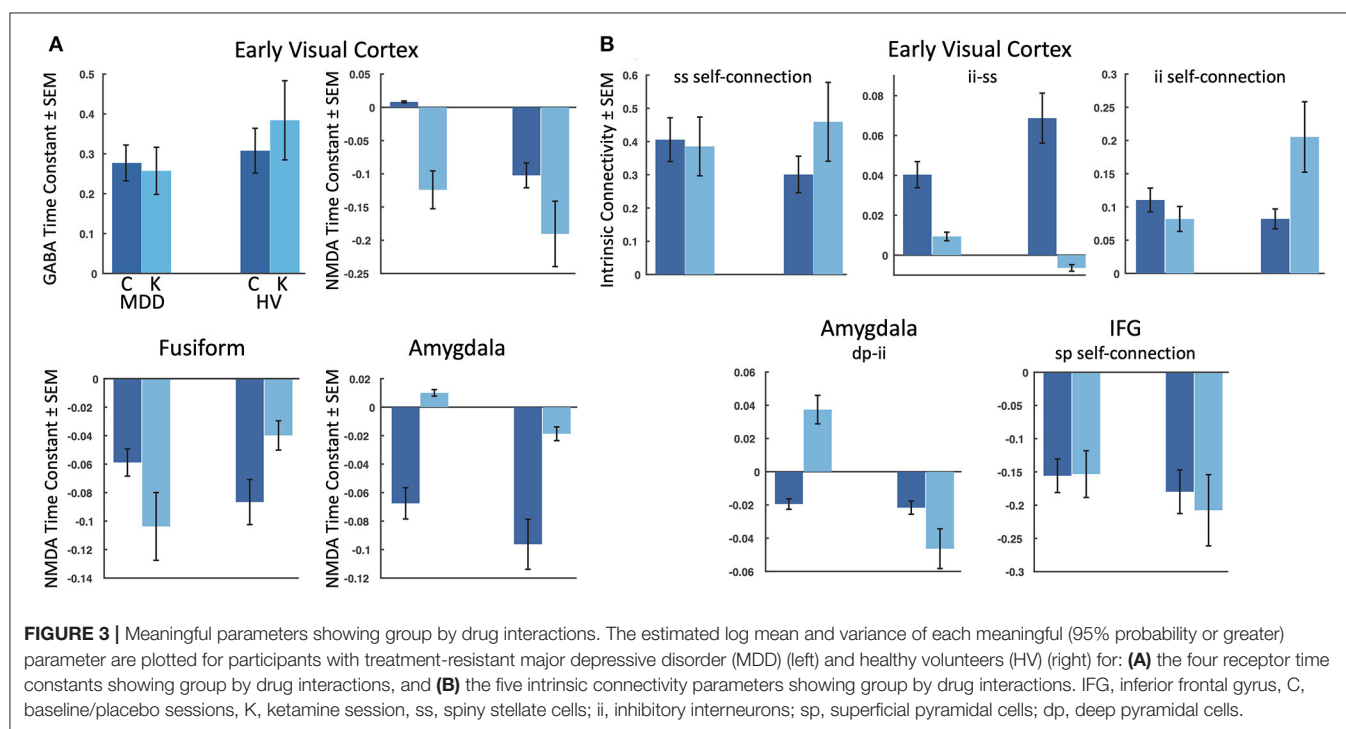 A
Early Visual Cortex
GABA Time Constant ± SEM
0.5
0.4
0.3
0.2
0.1
0
C K C K
MDD HV
NMDA Time Constant ± SEM
0.05
0
-0.05
-0.1
-0.15
-0.2
-0.25
Fusiform
NMDA Time Constant ± SEM
0
-0.02
-0.04
-0.06
-0.08
-0.1
-0.12
-0.14
Amygdala
NMDA Time Constant ± SEM
0.02
0
-0.02
-0.04
-0.06
-0.08
-0.1
-0.12
B
Early Visual Cortex
ss self-connection
Intrinsic Connectivity ± SEM
0.6
0.5
0.4
0.3
0.2
0.1
0
ii-ss
0.08
0.06
0.04
0.02
0
ii self-connection
0.3
0.25
0.2
0.15
0.1
0.05
0
Amygdala
dp-ii
0.06
0.04
0.02
0
-0.02
-0.04
-0.06
IFG
sp self-connection
0
-0.05
-0.1
-0.15
-0.2
-0.25
-0.3
FIGURE 3 | Meaningful parameters showing group by drug interactions. The estimated log mean and variance of each meaningful (95% probability or greater)
parameter are plotted for participants with treatment-resistant major depressive disorder (MDD) (left) and healthy volunteers (HV) (right) for: (A) the four receptor time
constants showing group by drug interactions, and (B) the five intrinsic connectivity parameters showing group by drug interactions. IFG, inferior frontal gyrus, C,
baseline/placebo sessions, K, ketamine session, ss, spiny stellate cells; ii, inhibitory interneurons; sp, superficial pyramidal cells; dp, deep pyramidal cells.